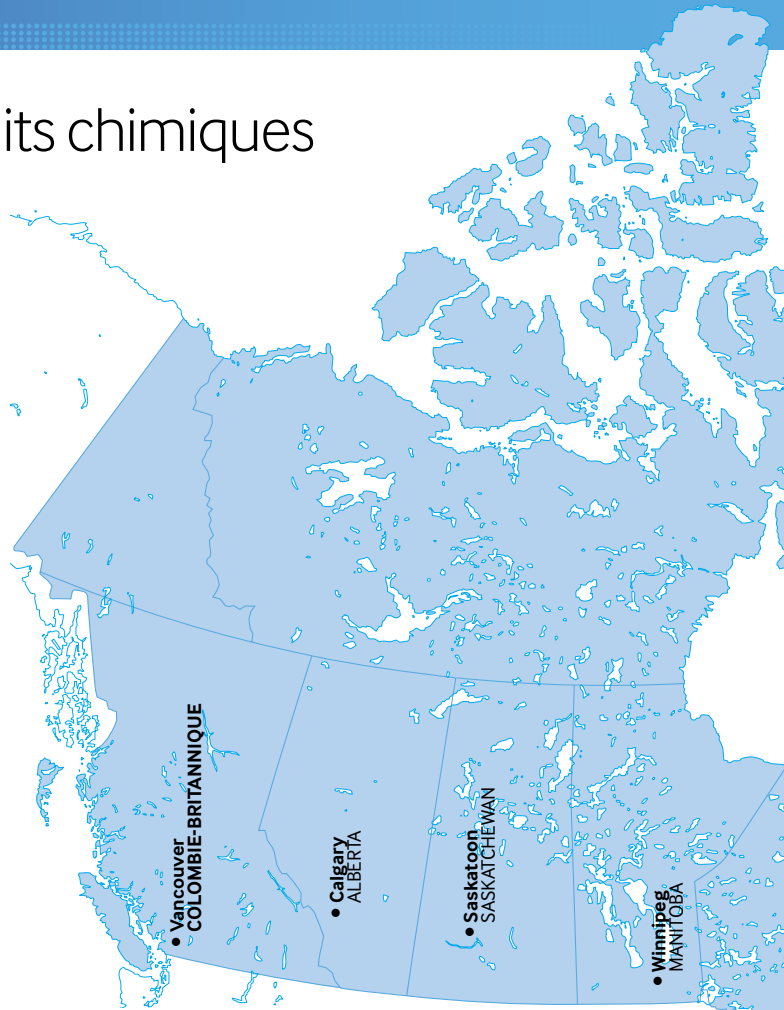 its chimiques
Vancouver
COLOMBIE-BRITANNIQUE
Calgary
ALBERTA
Saskatoon
SASKATCHEWAN
Winnipeg
MANITOBA